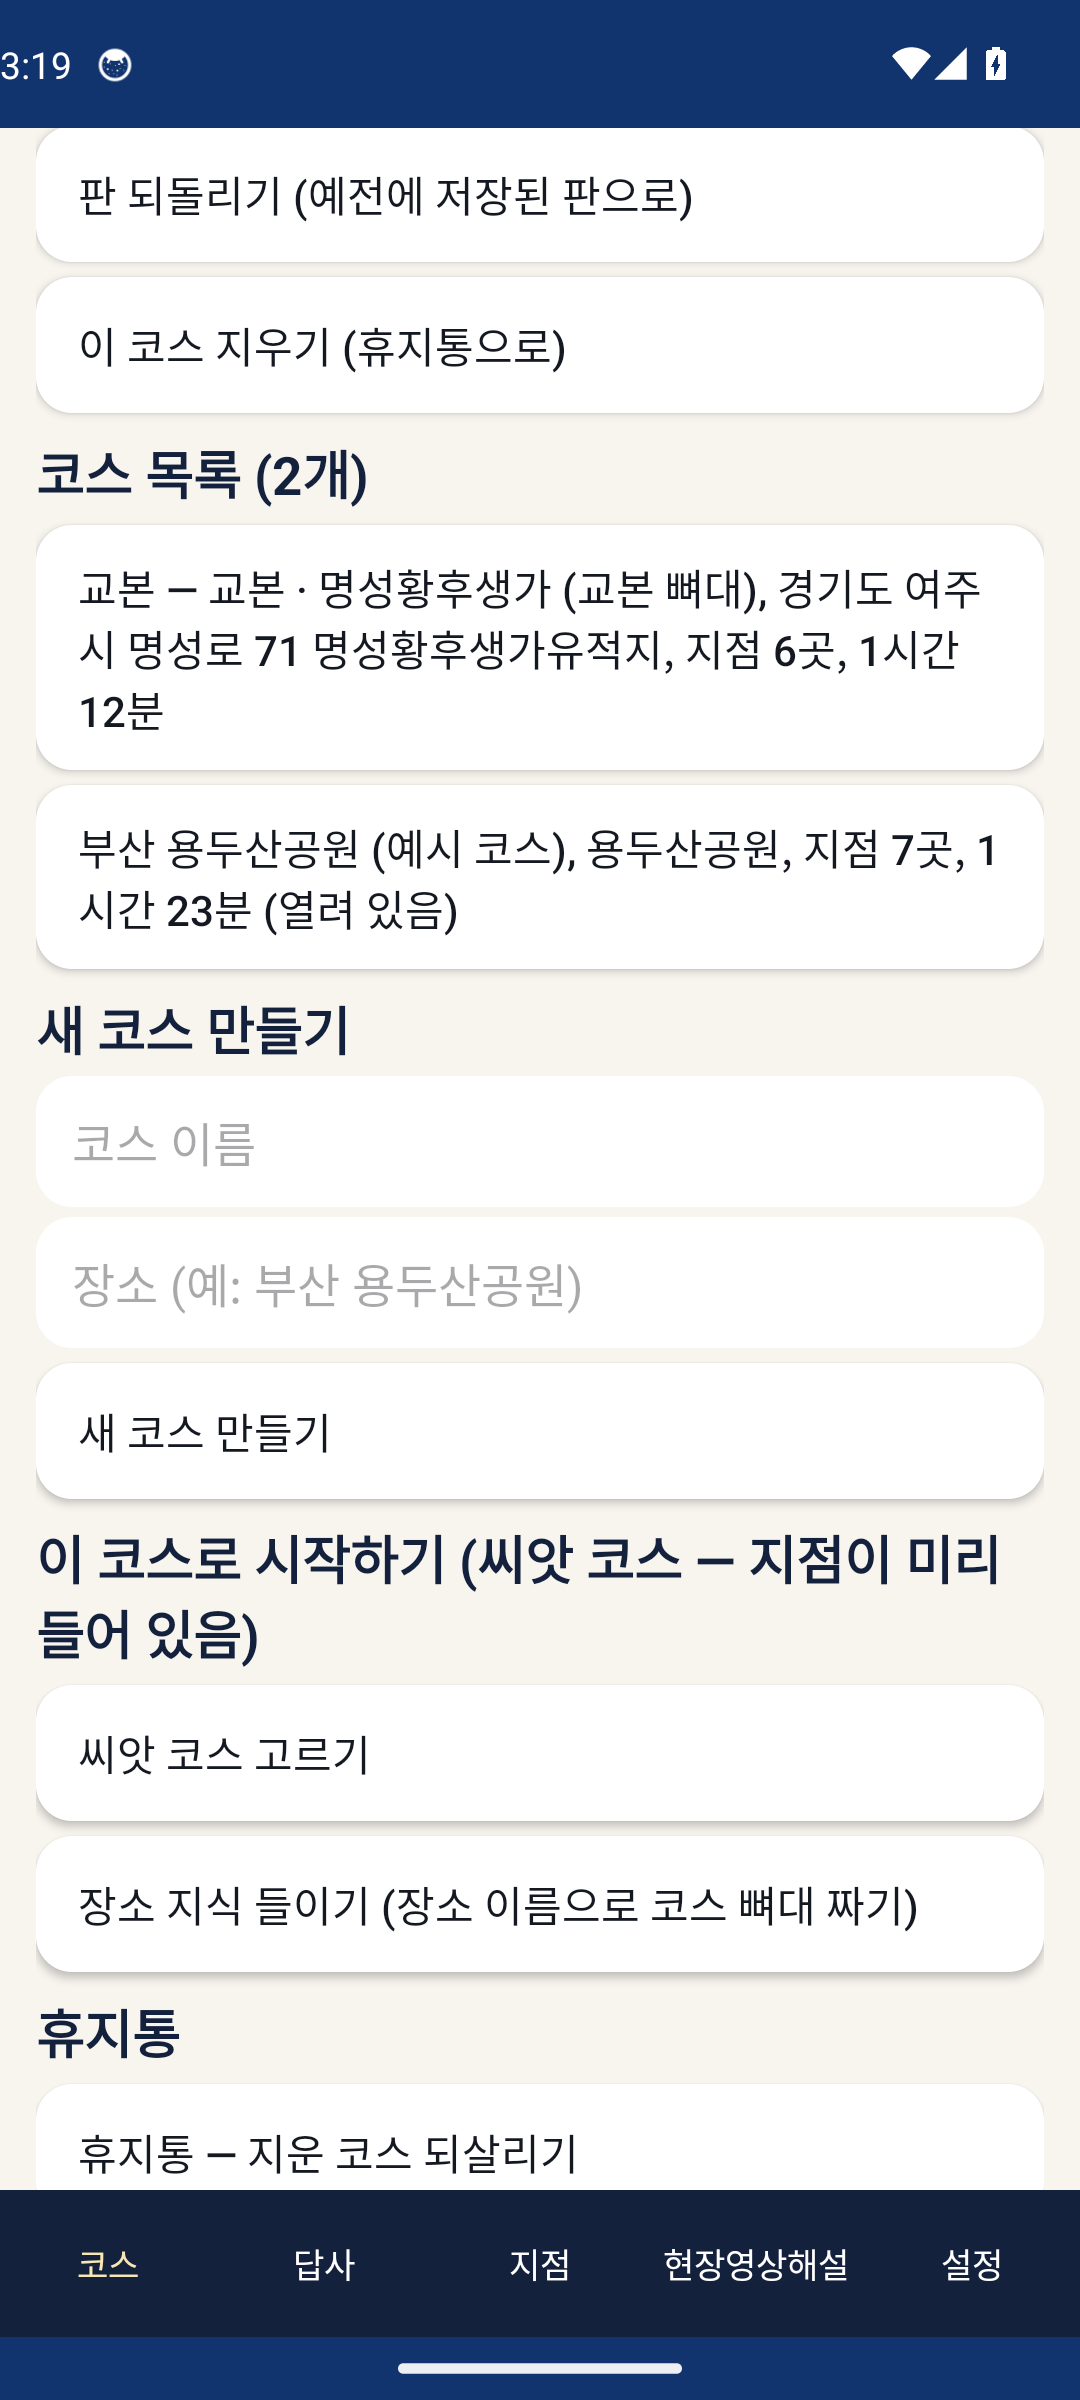 3:19
판 되돌리기 (예전에 저장된 판으로)
이 코스 지우기 (휴지통으로)
코스 목록 (2개)
교본 – 교본 · 명성황후생가 (교본 뼈대), 경기도 여주
시 명성로 71 명성황후생가유적지, 지점 6곳, 1시간
12분
부산 용두산공원 (예시 코스), 용두산공원, 지점 7곳, 1
시간 23분 (열려 있음)
새 코스 만들기
코스 이름
장소 (예: 부산 용두산공원)
새 코스 만들기
이 코스로 시작하기 (씨앗 코스 – 지점이 미리
들어 있음)
씨앗 코스 고르기
장소 지식 들이기 (장소 이름으로 코스 뼈대 짜기)
휴지통
휴지통 – 지운 코스 되살리기
코스 답사 지점 현장영상해설 설정